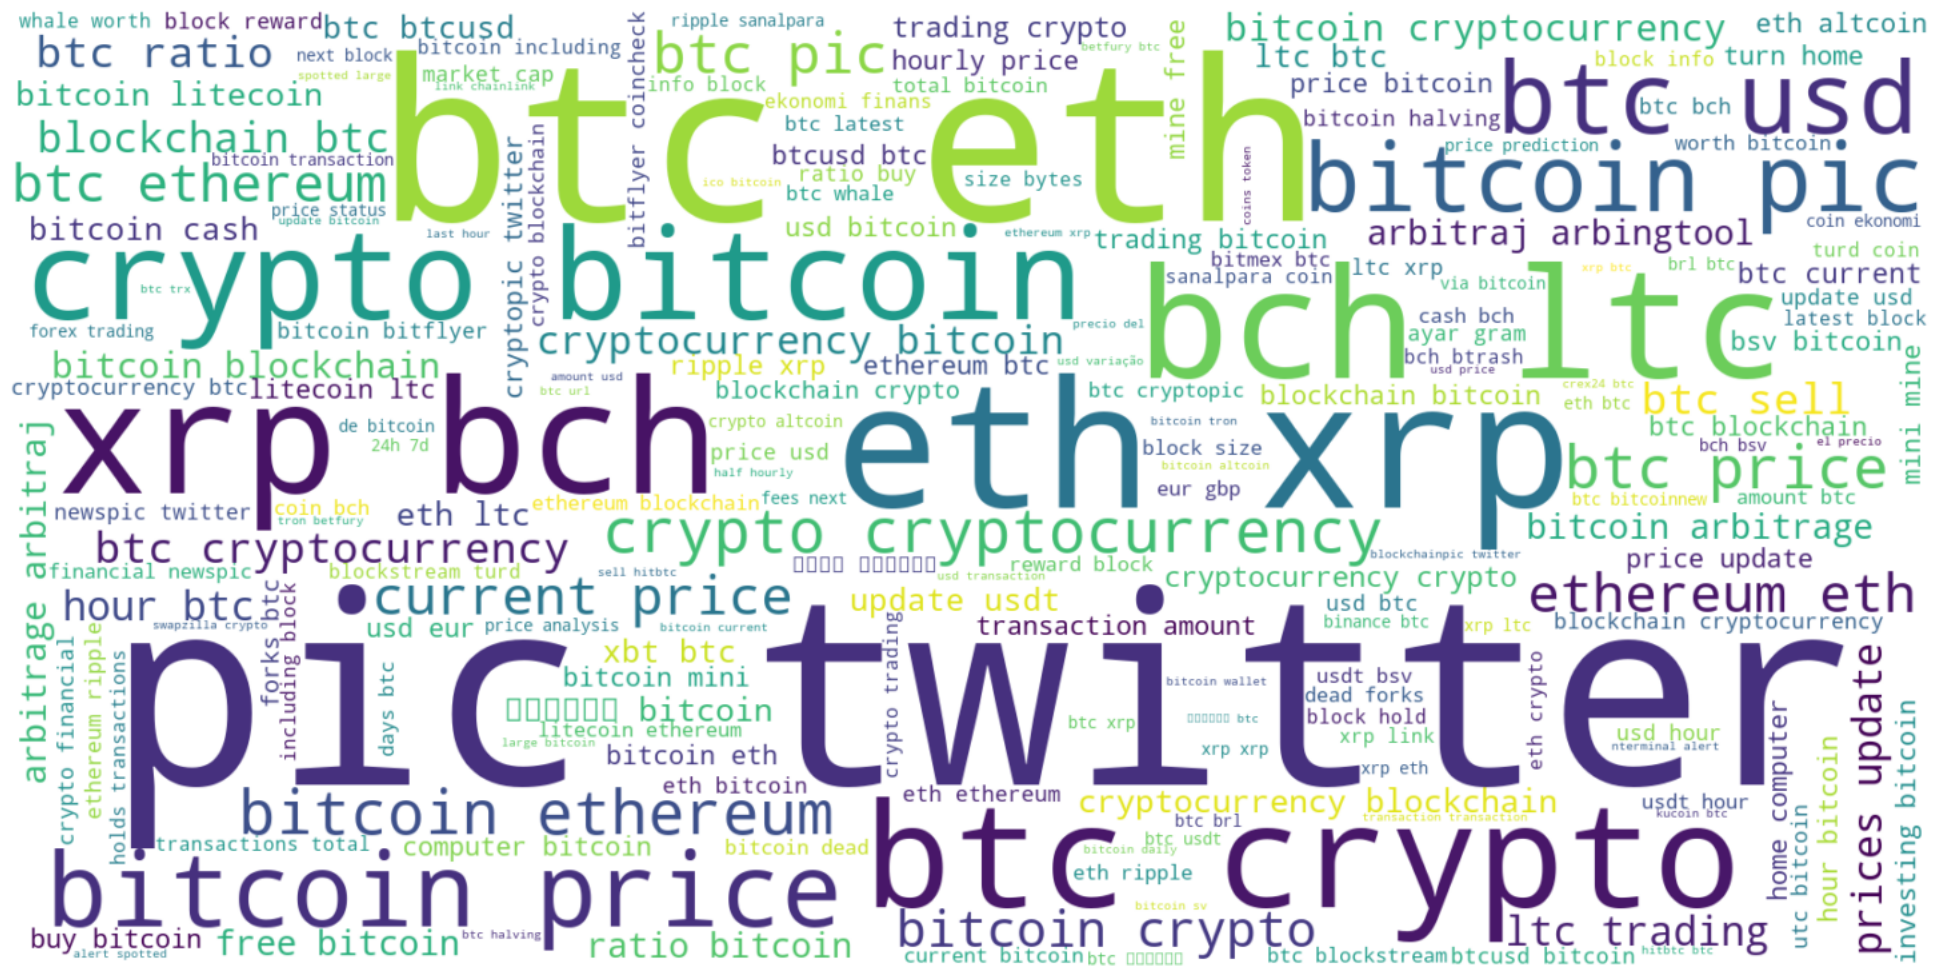 whale worth
block reward
btc btcusd
ripple sanalpara
trading crypto
bitcoin cryptocurrency
eth altcoin
btc ratio
next block
bitcoin including
btc pic
hourly price
betfury btc
ltc btc
block info
turn home
spotted large
market cap
link chainlink
info block
total bitcoin
price bitcoin
bitcoin litecoin
btc eth
ekonomi finans
mine free
btc usd
btc bch
blockchain btc
bitflyer coincheck
btc latest
bitcoin halving
price prediction
worth bitcoin
bitcoin transaction
cryptopic twitter
crypto blockchain
btcusd btc
ratio buy
size bytes
bitcoin pic
btc ethereum
ico bitcoin
btc whale
coins token
price status
update bitcoin
bitcoin cash
last hour
usd bitcoin
ethereum xrp
trading bitcoin
arbitraj arbingtool
coin ekonomi
crypto bitcoin
bitmex btc
turd coin
sanalpara coin
ltc xrp
xrp btc
brl btc
btc current
btc trx
via bitcoin
update usd
forex trading
bitcoin bitflyer
cryptocurrency bitcoin
precio del
bch ltc
cash bch
latest block
ayar gram
bsv bitcoin
bitcoin blockchain
ripple xrp
ethereum btc
usd variação
bch btrash
usd price
mini mine
cryptocurrency btc
litecoin ltc
amount usd
btc url
blockchain crypto
btc cryptopic
blockchain bitcoin
crex24 btc
eth btc
btc sell
xrp bch
de bitcoin
24h 7d
crypto altcoin
eth xrp
bitcoin tron
btc blockchain
arbitrage arbitraj
price usd
block size
bch bsv
el precio
half hourly
bitcoin altcoin
btc price
newspic twitter
coin bch
tron betfury
eth ltc
ethereum blockchain
fees next
eur gbp
btc bitcoinnew
amount btc
btc cryptocurrency
crypto cryptocurrency
bitcoin arbitrage
blockchainpic twitter
price update
financial newspic
blockstream turd
sell hitbtc
usd transaction
reward block
cryptocurrency crypto
hour btc
forks btc
including block
current price
update usdt
usd btc
ethereum eth
swapzilla crypto
usd eur
price analysis
bitcoin current
transaction amount
binance btc
xrp ltc
blockchain cryptocurrency
crypto financial
ethereum ripple
holds transactions
pic twitter
xbt btc
crypto trading
eth crypto
prices update
days btc
bitcoin mini
bitcoin wallet
usdt bsv
dead forks
bitcoin
litecoin ethereum
btc xrp
btc
block hold
large bitcoin
xrp link
usd hour
bitcoin eth
xrp xrp
nterminal alert
home computer
investing bitcoin
eth bitcoin
xrp eth
bitcoin ethereum
eth ethereum
cryptocurrency blockchain
usdt hour
kucoin btc
hour bitcoin
utc bitcoin
btc brl
transaction transaction
transactions total
computer bitcoin
bitcoin dead
btc usdt
bitcoin daily
btc crypto
bitcoin price
eth ripple
bitcoin sv
buy bitcoin
free bitcoin
btc halving
ratio bitcoin
bitcoin crypto
ltc trading
alert spotted
current bitcoin
btc
btc blockstream
btcusd bitcoin
hitbtc btc